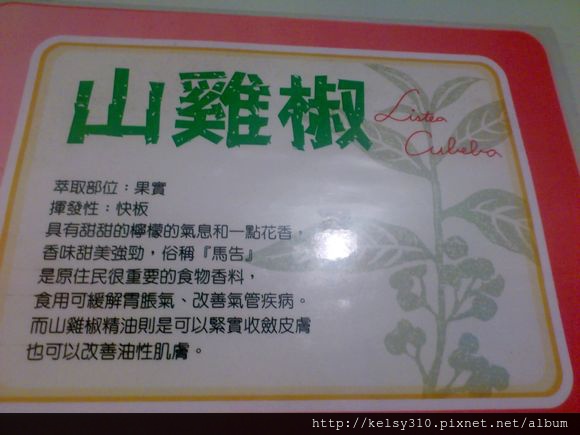 山雞椒
Listea
Cubeba
萃取部位：果實
揮發性：快板
具有甜甜的檸檬的氣息和一點花香，
香味甜美強勁，俗稱『馬告』
是原住民很重要的食物香料，
食用可緩解胃脹氣、改善氣管疾病。
而山雞椒精油則是可以緊實收斂皮膚
也可以改善油性肌膚。
http://kelsy310.pixnet.net/album